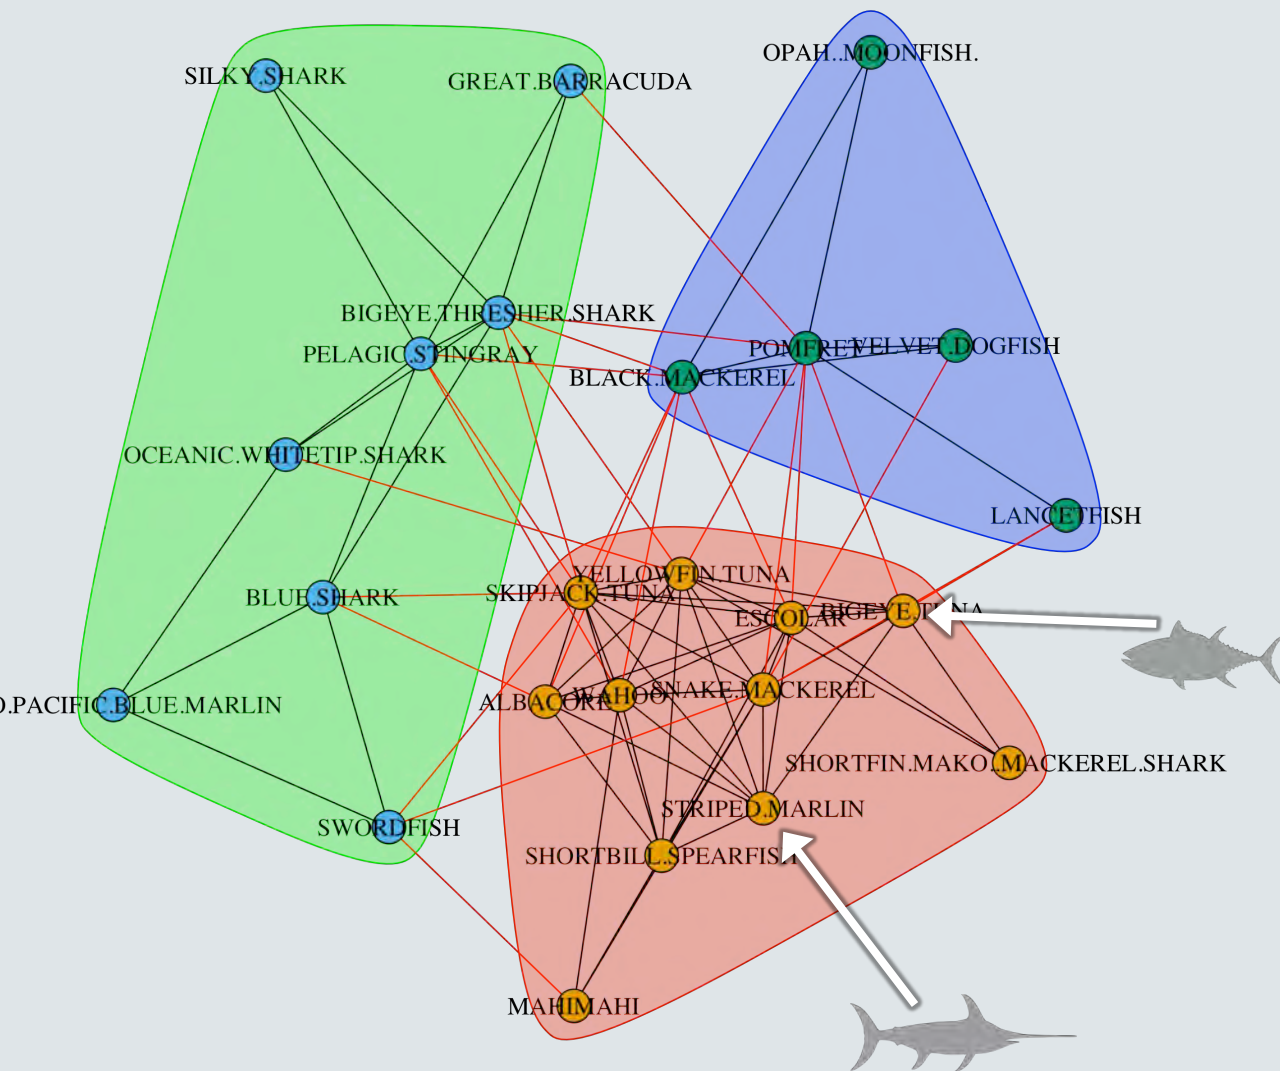 OPAH..MOONFISH.
SILKY.SHARK
GREAT.BARRACUDA
BIGEYE.THRESHER.SHARK
POMFRET
VELVET.DOGFISH
PELAGIC.STINGRAY
BLACK.MACKEREL
OCEANIC.WHITETIP.SHARK
LANCETFISH
YELLOWFIN.TUNA
SKIPJACK.TUNA
BLUE.SHARK
BIGEYE.TUNA
ESCOLAR
SNAKE.MACKEREL
WAHOO
ALBACORE
O.PACIFIC.BLUE.MARLIN
SHORTFIN.MAKO..MACKEREL.SHARK
STRIPED.MARLIN
SWORDFISH
SHORTBILL.SPEARFISH
MAHIMAHI